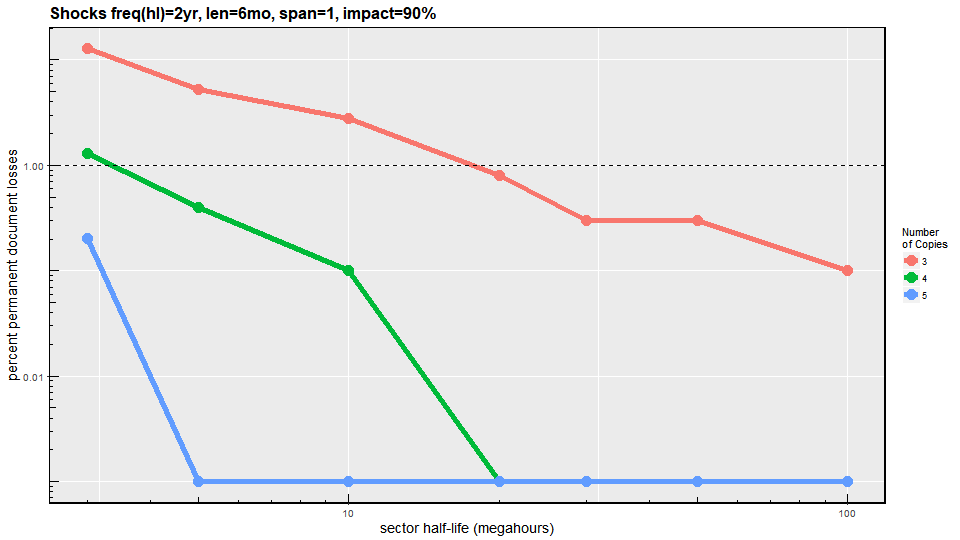 Shocks freq(hl)=2yr, len=6mo, span=1, impact=90%
percent permanent document losses
1.00
0.01
10
100
sector half-life (megahours)
Number
of Copies
3
4
5